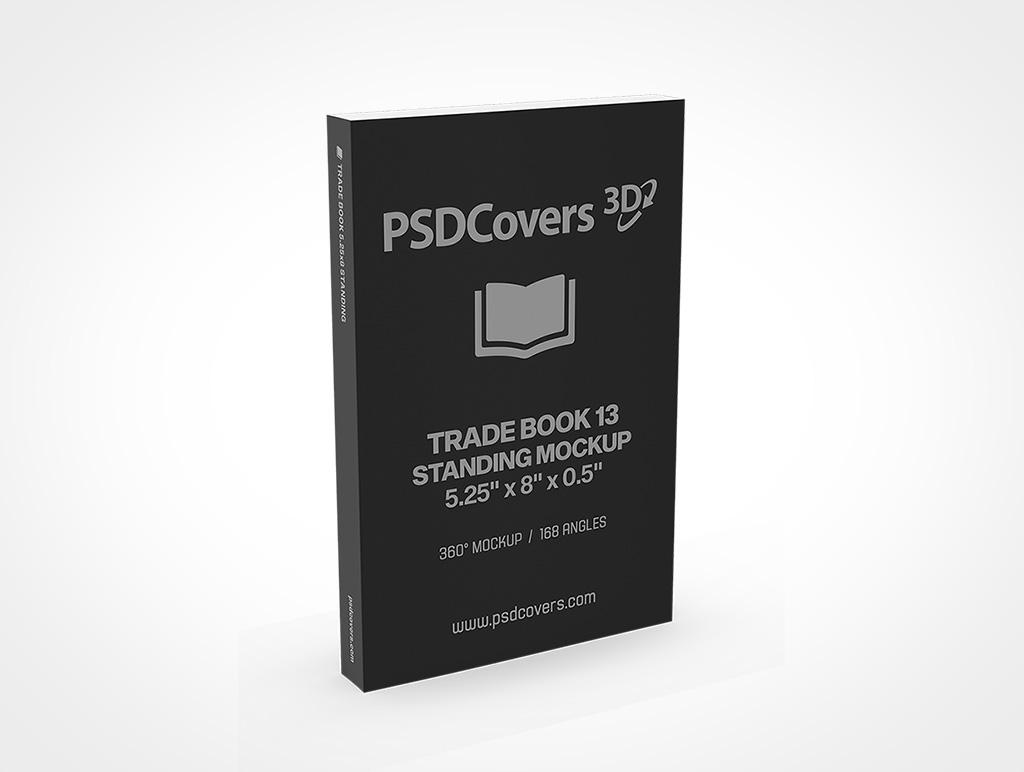 TRADE BOOK 5.25x8 STANDING
psdcovers.com
PSDCovers 3D
TRADE BOOK 13
STANDING MOCKUP
5.25" x 8" x 0.5"
360° MOCKUP / 168 ANGLES
www.psdcovers.com